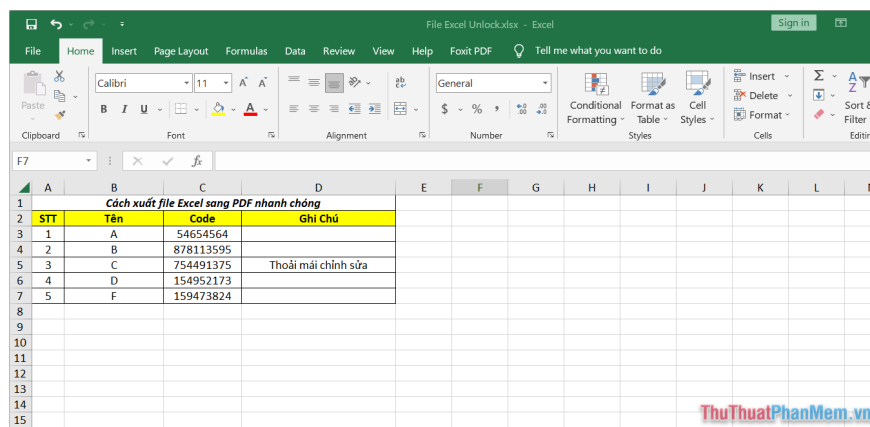 File Excel Unlock.xlsx - Excel
Sign in
File Home Insert Page Layout Formulas Data Review View Help Foxit PDF Tell me what you want to do
Paste
Calibri 11 A A
B I U A
ab
General
$ % ,
Conditional Formatting
Format as Table
Cell Styles
Insert
Delete
Format
Σ
Sort &
Filter
Clipboard Font Alignment Number Styles Cells Editin
F7 fx
A B C D E F G H I J K L
1 Cách xuất file Excel sang PDF nhanh chóng
2 STT Tên Code Ghi Chú
3 1 A 54654564
4 2 B 878113595
5 3 C 754491375 Thoải mái chỉnh sửa
6 4 D 154952173
7 5 F 159473824
8
9
10
11
12
13
14
15
ThuThuatPhanMem.vn